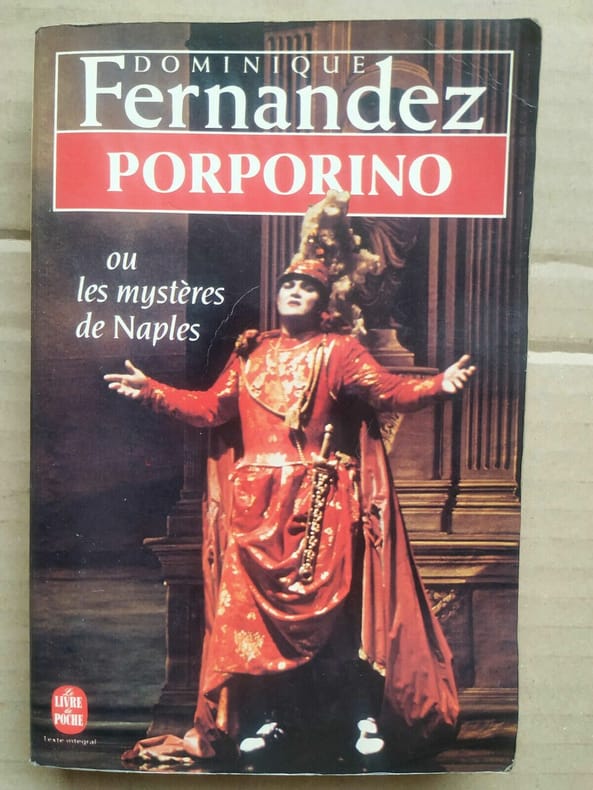 DOMINIQUE
Fernandez
PORPORINO
ou
les mystères
de Naples
Le
LIVRE
de
POCHE
Texte intégral